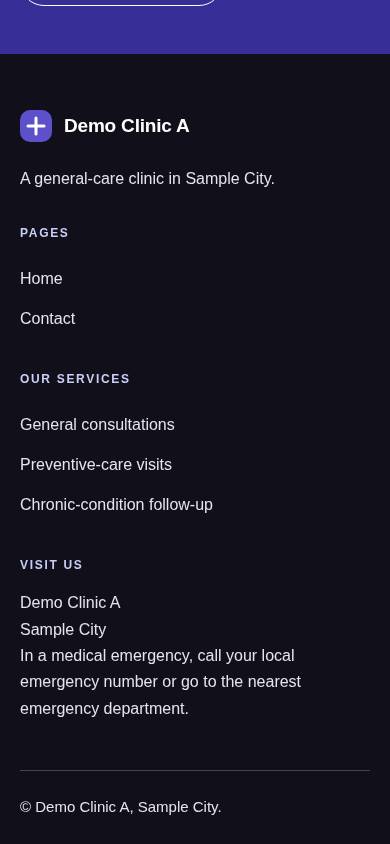 Demo Clinic A
A general-care clinic in Sample City.
PAGES
Home
Contact
OUR SERVICES
General consultations
Preventive-care visits
Chronic-condition follow-up
VISIT US
Demo Clinic A
Sample City
In a medical emergency, call your local
emergency number or go to the nearest
emergency department.
© Demo Clinic A, Sample City.